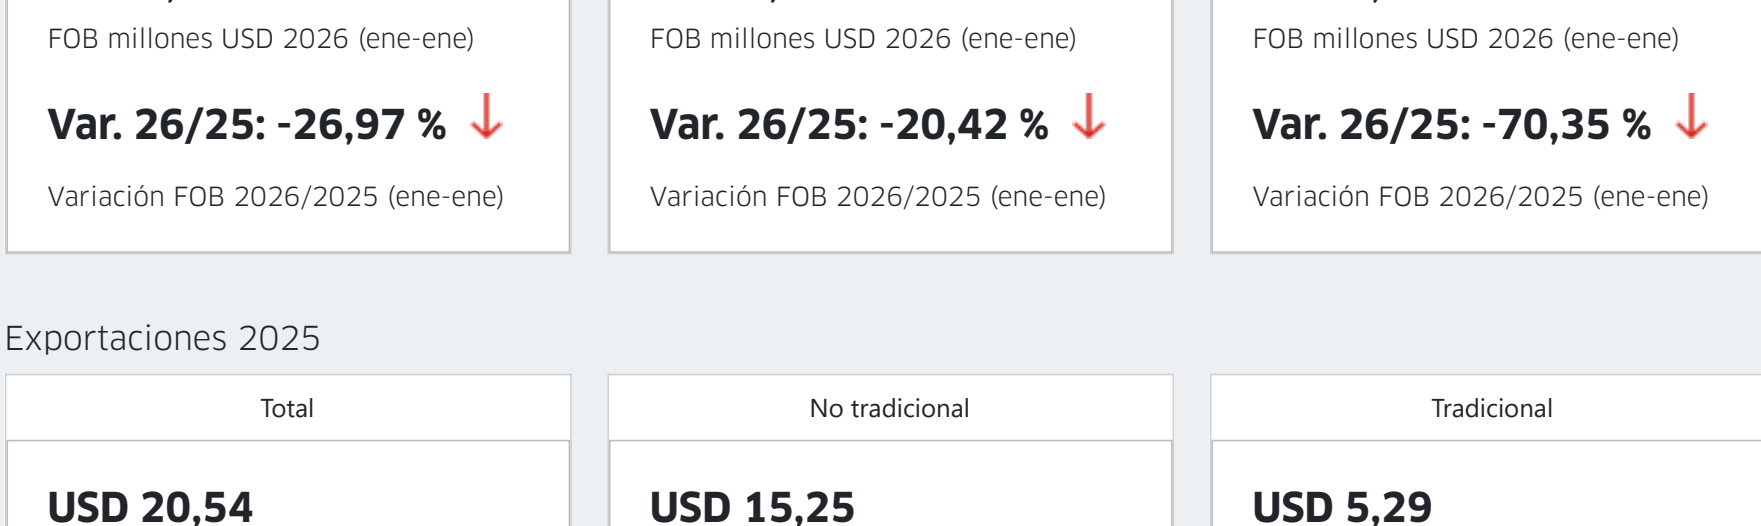 FOB millones USD 2026 (ene-ene)
Var. 26/25: -26,97 %
Variación FOB 2026/2025 (ene-ene)
FOB millones USD 2026 (ene-ene)
Var. 26/25: -20,42 %
Variación FOB 2026/2025 (ene-ene)
FOB millones USD 2026 (ene-ene)
Var. 26/25: -70,35 %
Variación FOB 2026/2025 (ene-ene)
Exportaciones 2025
Total
USD 20,54
No tradicional
USD 15,25
Tradicional
USD 5,29